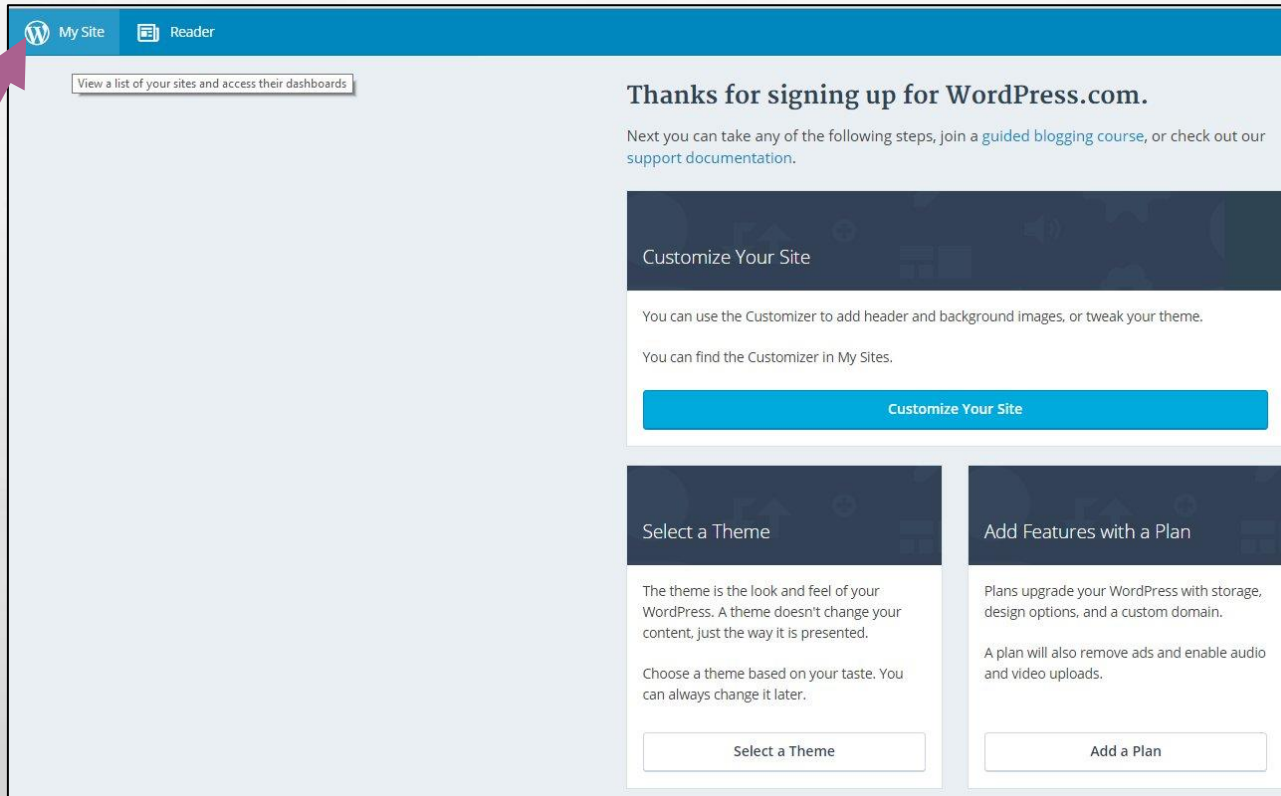 My Site
Reader
View a list of your sites and access their dashboards
Thanks for signing up for WordPress.com.
Next you can take any of the following steps, join a guided blogging course, or check out our
support documentation.
Customize Your Site
You can use the Customizer to add header and background images, or tweak your theme.
You can find the Customizer in My Sites.
Customize Your Site
Select a Theme
The theme is the look and feel of your
WordPress. A theme doesn't change your
content, just the way it is presented.
Choose a theme based on your taste. You
can always change it later.
Select a Theme
Add Features with a Plan
Plans upgrade your WordPress with storage,
design options, and a custom domain.
A plan will also remove ads and enable audio
and video uploads.
Add a Plan